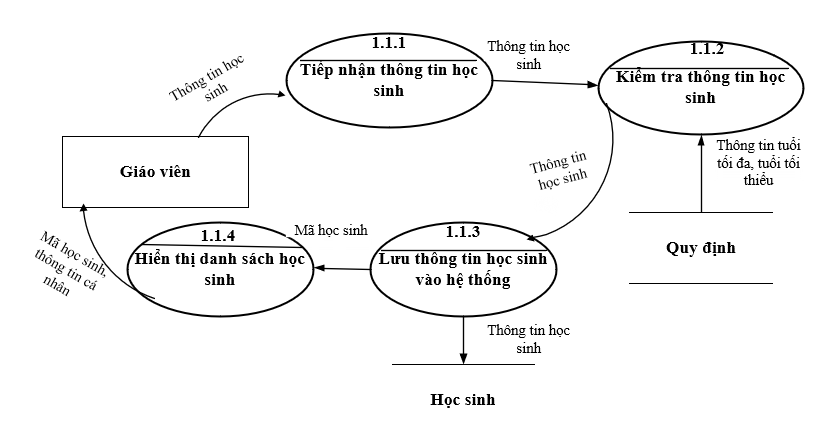 1.1.1
Tiếp nhận thông tin học
sinh
Thông tin học
sinh
1.1.2
Kiểm tra thông tin học
sinh
Thông tin học
sinh
Giáo viên
Thông tin
học sinh
Thông tin tuổi
tối đa, tuổi tối
thiểu
Quy định
1.1.3
Lưu thông tin học sinh
vào hệ thống
Mã học sinh
1.1.4
Hiển thị danh sách học
sinh
Mã học sinh,
thông tin cá
nhân
Thông tin học
sinh
Học sinh